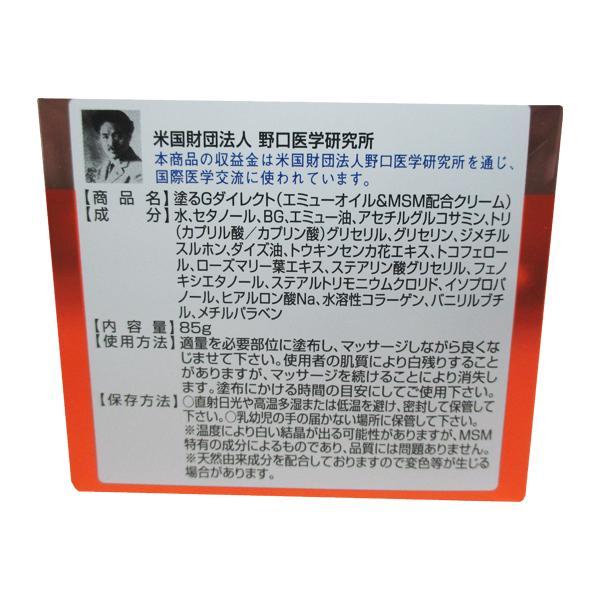 米国財団法人 野口医学研究所
本商品の収益金は米国財団法人野口医学研究所を通じ、
国際医学交流に使われています。
【商品名】塗るGダイレクト(エミューオイル&MSM配合クリーム)
【成分】水、セタノール、BG、エミュー油、アセチルグルコサミン、トリ
(カプリル酸／カプリン酸)グリセリル、グリセリン、ジメチル
スルホン、ダイズ油、トウキンセンカ花エキス、トコフェロ
ール、ローズマリー葉エキス、ステアリン酸グリセリル、フェノ
キシエタノール、ステアルトリモニウムクロリド、イソプロパ
ノール、ヒアルロン酸Na、水溶性コラーゲン、バニリルブチ
ル、メチルパラベン
【内容量】85g
【使用方法】適量を必要部位に塗布し、マッサージしながら良くな
じませて下さい。使用者の肌質により白残りすること
がありますが、マッサージを続けることにより消失しま
す。塗布にかける時間の目安にしてご使用下さい。
【保存方法】○直射日光や高温多湿または低温を避け、密封して保管して
下さい。○乳幼児の手の届かない場所に保管して下さい。
※温度により白い結晶が出る可能性がありますが、MSM
特有の成分によるものであり、品質には問題ありません。
※天然由来成分を配合しておりますので変色等が生じる
場合があります。